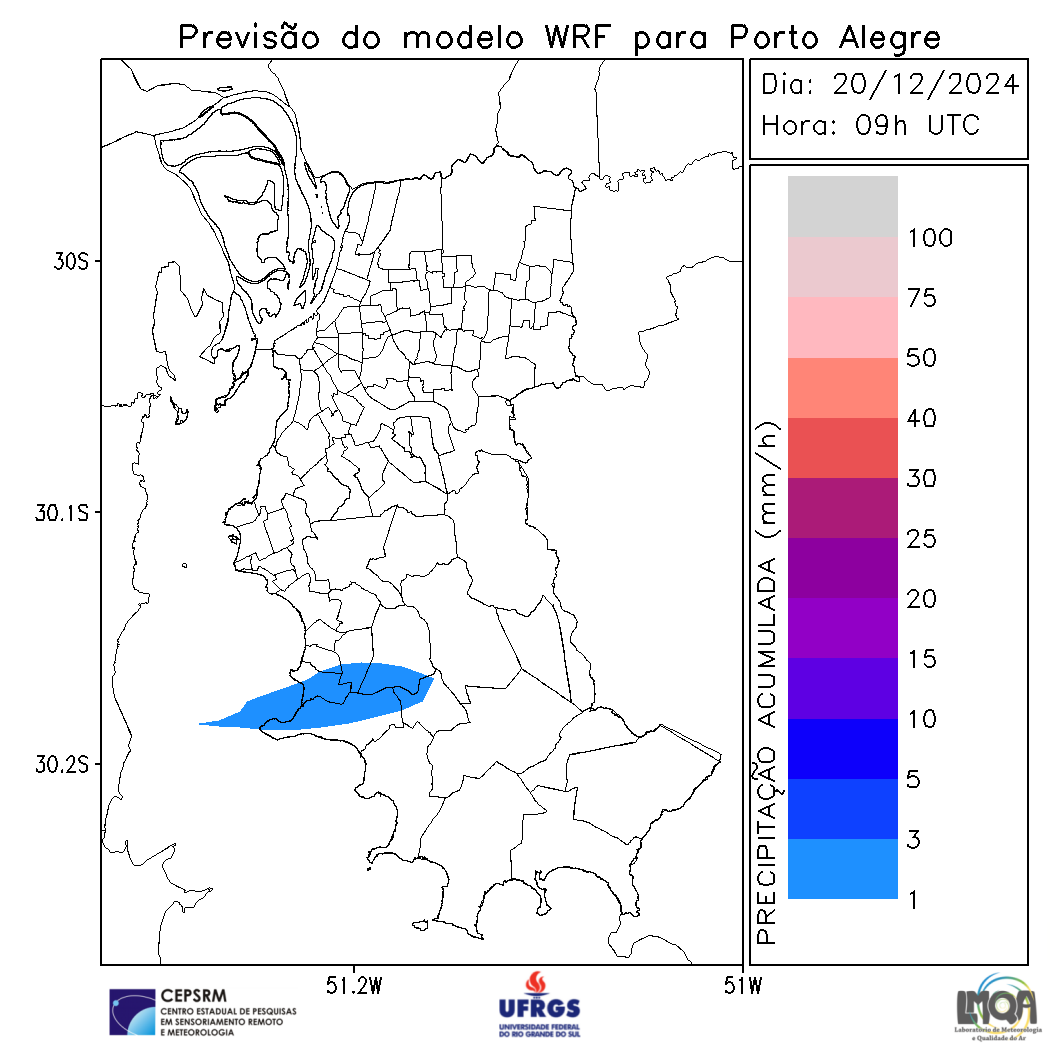 Previsão do modelo WRF para Porto Alegre
Dia: 20/12/2024
Hora: 09h UTC
30S
30.1S
30.2S
51.2W
51W
PRECIPITAÇÃO ACUMULADA (mm/h)
100
75
50
40
30
25
20
15
10
5
3
1
CEPSRM
CENTRO ESTADUAL DE PESQUISAS
EM SENSORIAMENTO REMOTO
E METEOROLOGIA
UFRGS
UNIVERSIDADE FEDERAL
DO RIO GRANDE DO SUL
LMQA
Laboratório de Meteorologia
e Qualidade do Ar